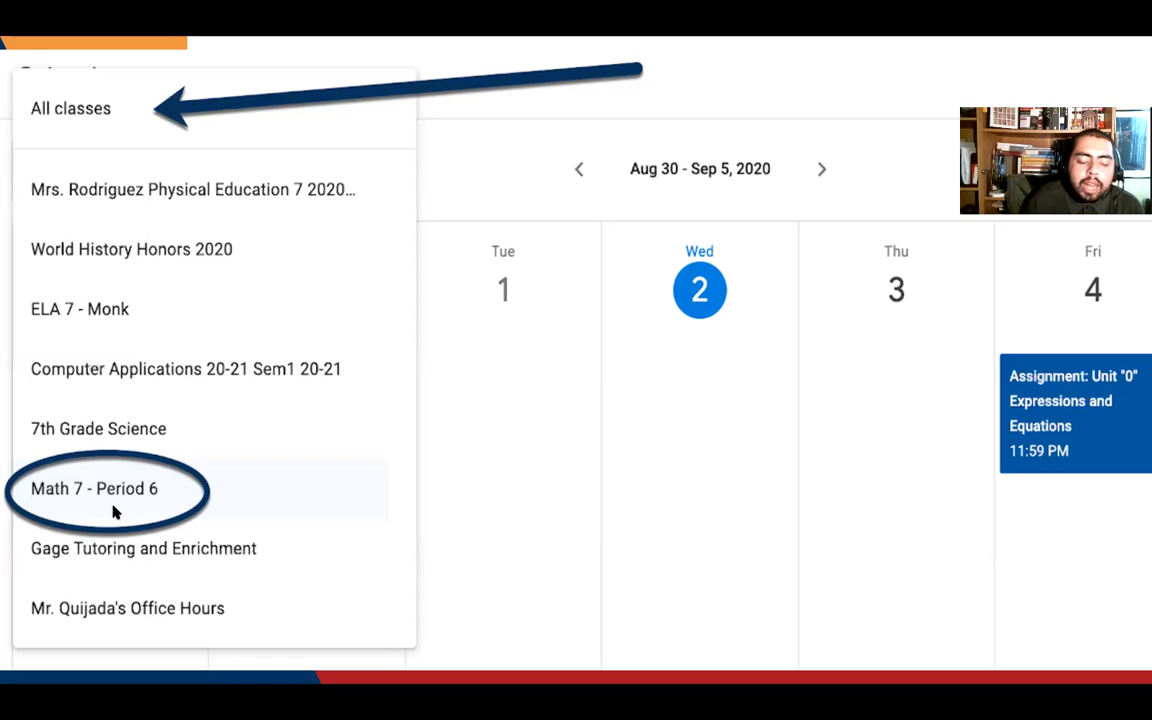 All classes
Mrs. Rodriguez Physical Education 7 2020...
World History Honors 2020
ELA 7 - Monk
Computer Applications 20-21 Sem1 20-21
7th Grade Science
Math 7 - Period 6
Gage Tutoring and Enrichment
Mr. Quijada's Office Hours
Aug 30 - Sep 5, 2020
Tue
1
Wed
2
Thu
3
Fri
4
Assignment: Unit "0"
Expressions and
Equations
11:59 PM